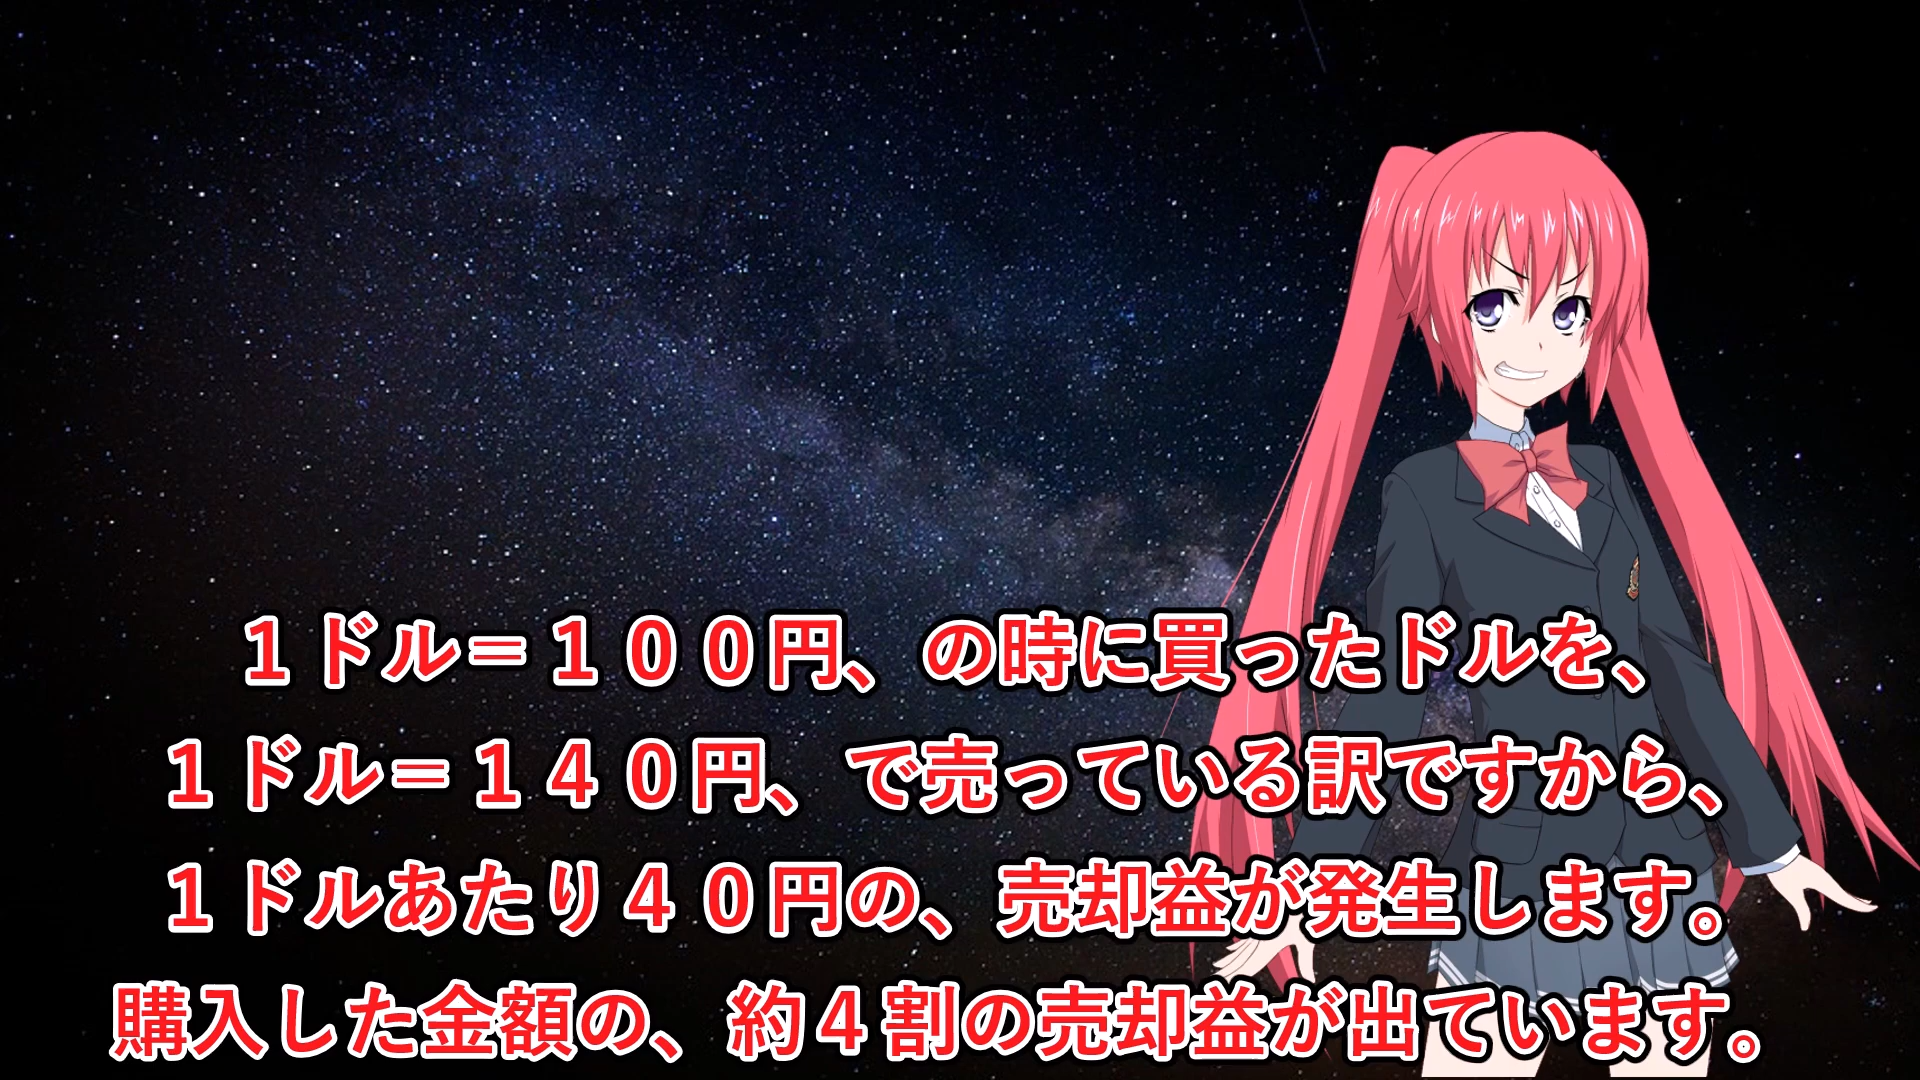 １ドル＝１００円、の時に買ったドルを、
１ドル＝１４０円、で売っている訳ですから、
１ドルあたり４０円の、売却益が発生します。
購入した金額の、約４割の売却益が出ています。